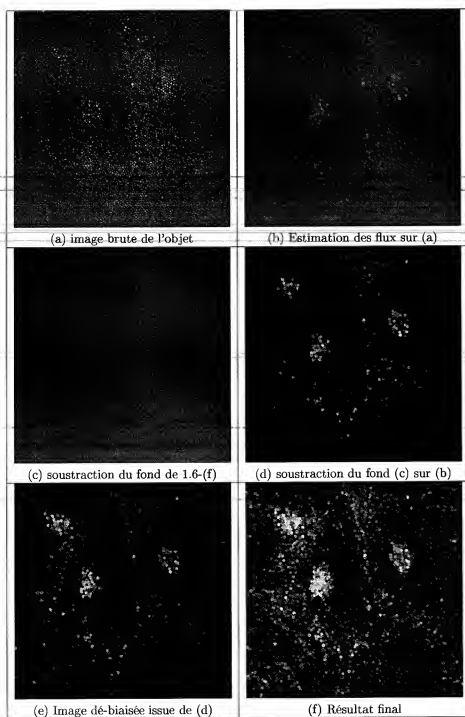 (a) image brute de l'objet
(b) Estimation des flux sur (a)
(c) soustraction du fond de 1.6-(f)
(d) soustraction du fond (c) sur (b)
(e) Image dé-biaisée issue de (d)
(f) Résultat final